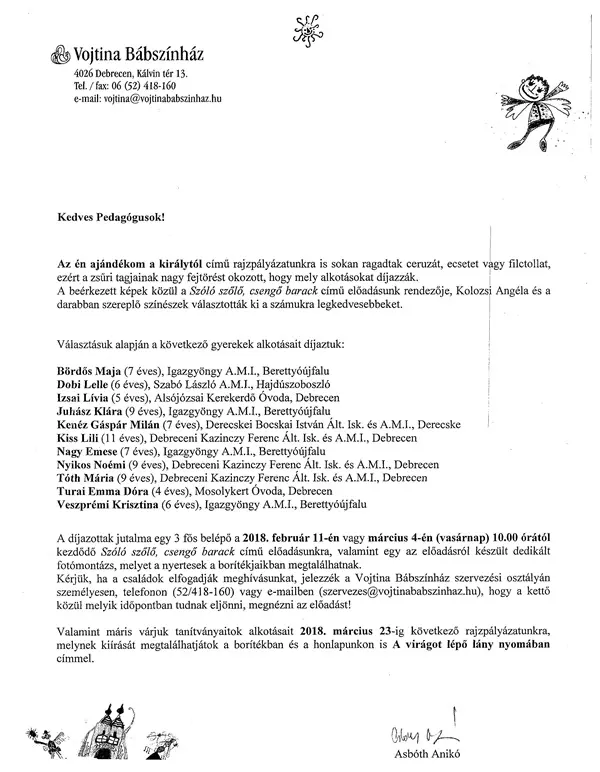 Vojtina Bábszínház
4026 Debrecen, Kálvin tér 13.
Tel. / fax: 06 (52) 418-160
e-mail: vojtina@vojtinababszinhaz.hu
Kedves Pedagógusok!
Az én ajándékom a királytól című rajzpályázatunkra is sokan ragadtak ceruzát, ecsetet vagy filctollat,
ezért a zsűri tagjainak nagy fejtörést okozott, hogy mely alkotásokat díjazzák.
A beérkezett képek közül a Szóló szőlő, csengő barack című előadásunk rendezője, Kolozsi Angéla és a
darabban szereplő színészek választották ki a számukra legkedvesebbeket.
Választásuk alapján a következő gyerekek alkotásait díjaztuk:
Bördős Maja (7 éves), Igazgyöngy A.M.I., Berettyóújfalu
Dobi Lelle (6 éves), Szabó László A.M.I., Hajdúszoboszló
Izsai Lívia (5 éves), Alsójózsai Kerekerdő Óvoda, Debrecen
Juhász Klára (9 éves), Igazgyöngy A.M.I., Berettyóújfalu
Kenéz Gáspár Milán (7 éves), Derecskei Bocskai István Ált. Isk. és A.M.I., Derecske
Kiss Lili (11 éves), Debreceni Kazinczy Ferenc Ált. Isk. és A.M.I., Debrecen
Nagy Emese (7 éves), Igazgyöngy A.M.I., Berettyóújfalu
Nyikos Noémi (9 éves), Debreceni Kazinczy Ferenc Ált. Isk. és A.M.I., Debrecen
Tóth Mária (9 éves), Debreceni Kazinczy Ferenc Ált. Isk. és A.M.I., Debrecen
Turai Emma Dóra (4 éves), Mosolykert Óvoda, Debrecen
Veszprémi Krisztina (6 éves), Igazgyöngy A.M.I., Berettyóújfalu
A díjazottak jutalma egy 3 fős belépő a 2018. február 11-én vagy március 4-én (vasárnap) 10.00 órától
kezdődő Szóló szőlő, csengő barack című előadásunkra, valamint egy az előadásról készült dedikált
fotómontázs, melyet a nyertesek a borítékjaikban megtalálhatnak.
Kérjük, ha a családok elfogadják meghívásunkat, jelezzék a Vojtina Bábszínház szervezési osztályán
személyesen, telefonon (52/418-160) vagy e-mailben (szervezes@vojtinababszinhaz.hu), hogy a kettő
közül melyik időpontban tudnak eljönni, megnézni az előadást!
Valamint máris várjuk tanítványaitok alkotásait 2018. március 23-ig következő rajzpályázatunkra,
melynek kiírását megtalálhatjátok a borítékban és a honlapunkon is A virágot lépő lány nyomában
címmel.
Asbóth Anikó